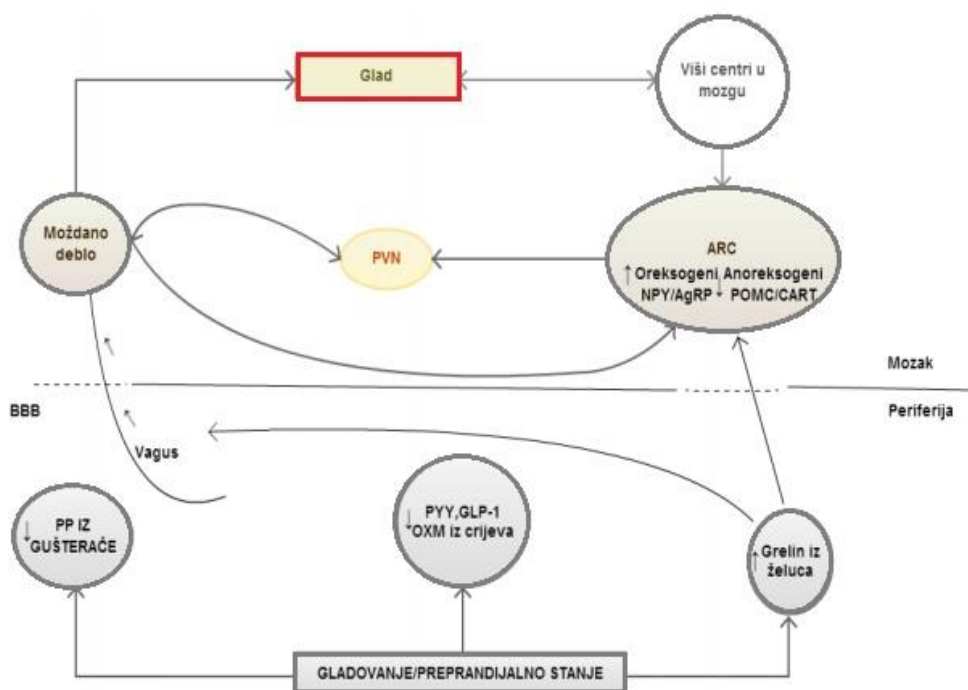 Glad
Viši centri u
mozgu
Moždano
deblo
PVN
ARC
↑ Oreksogeni ↓ Anoreksogeni
NPY/AgRP POMC/CART
Mozak
BBB
Periferija
Vagus
↓ PP IZ
GUŠTERAČE
↓ PYY,GLP-1
OXM iz crijeva
↑ Grelin iz
želuca
GLADOVANJE/PREPRANDIJALNO STANJE